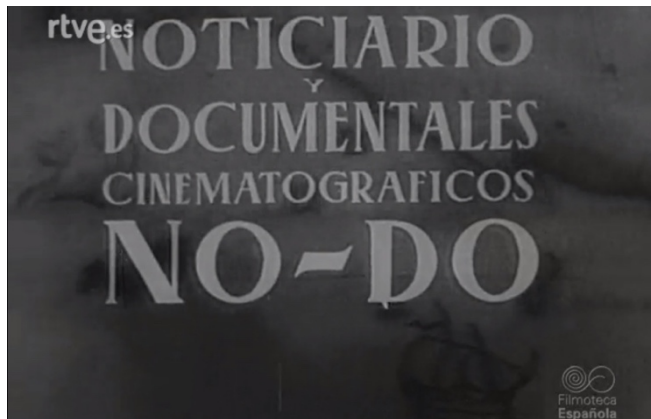 rtve.es
NOTICIARIO
Y
DOCUMENTALES
CINEMATOGRAFICOS
NO-DO
Filmoteca
Española